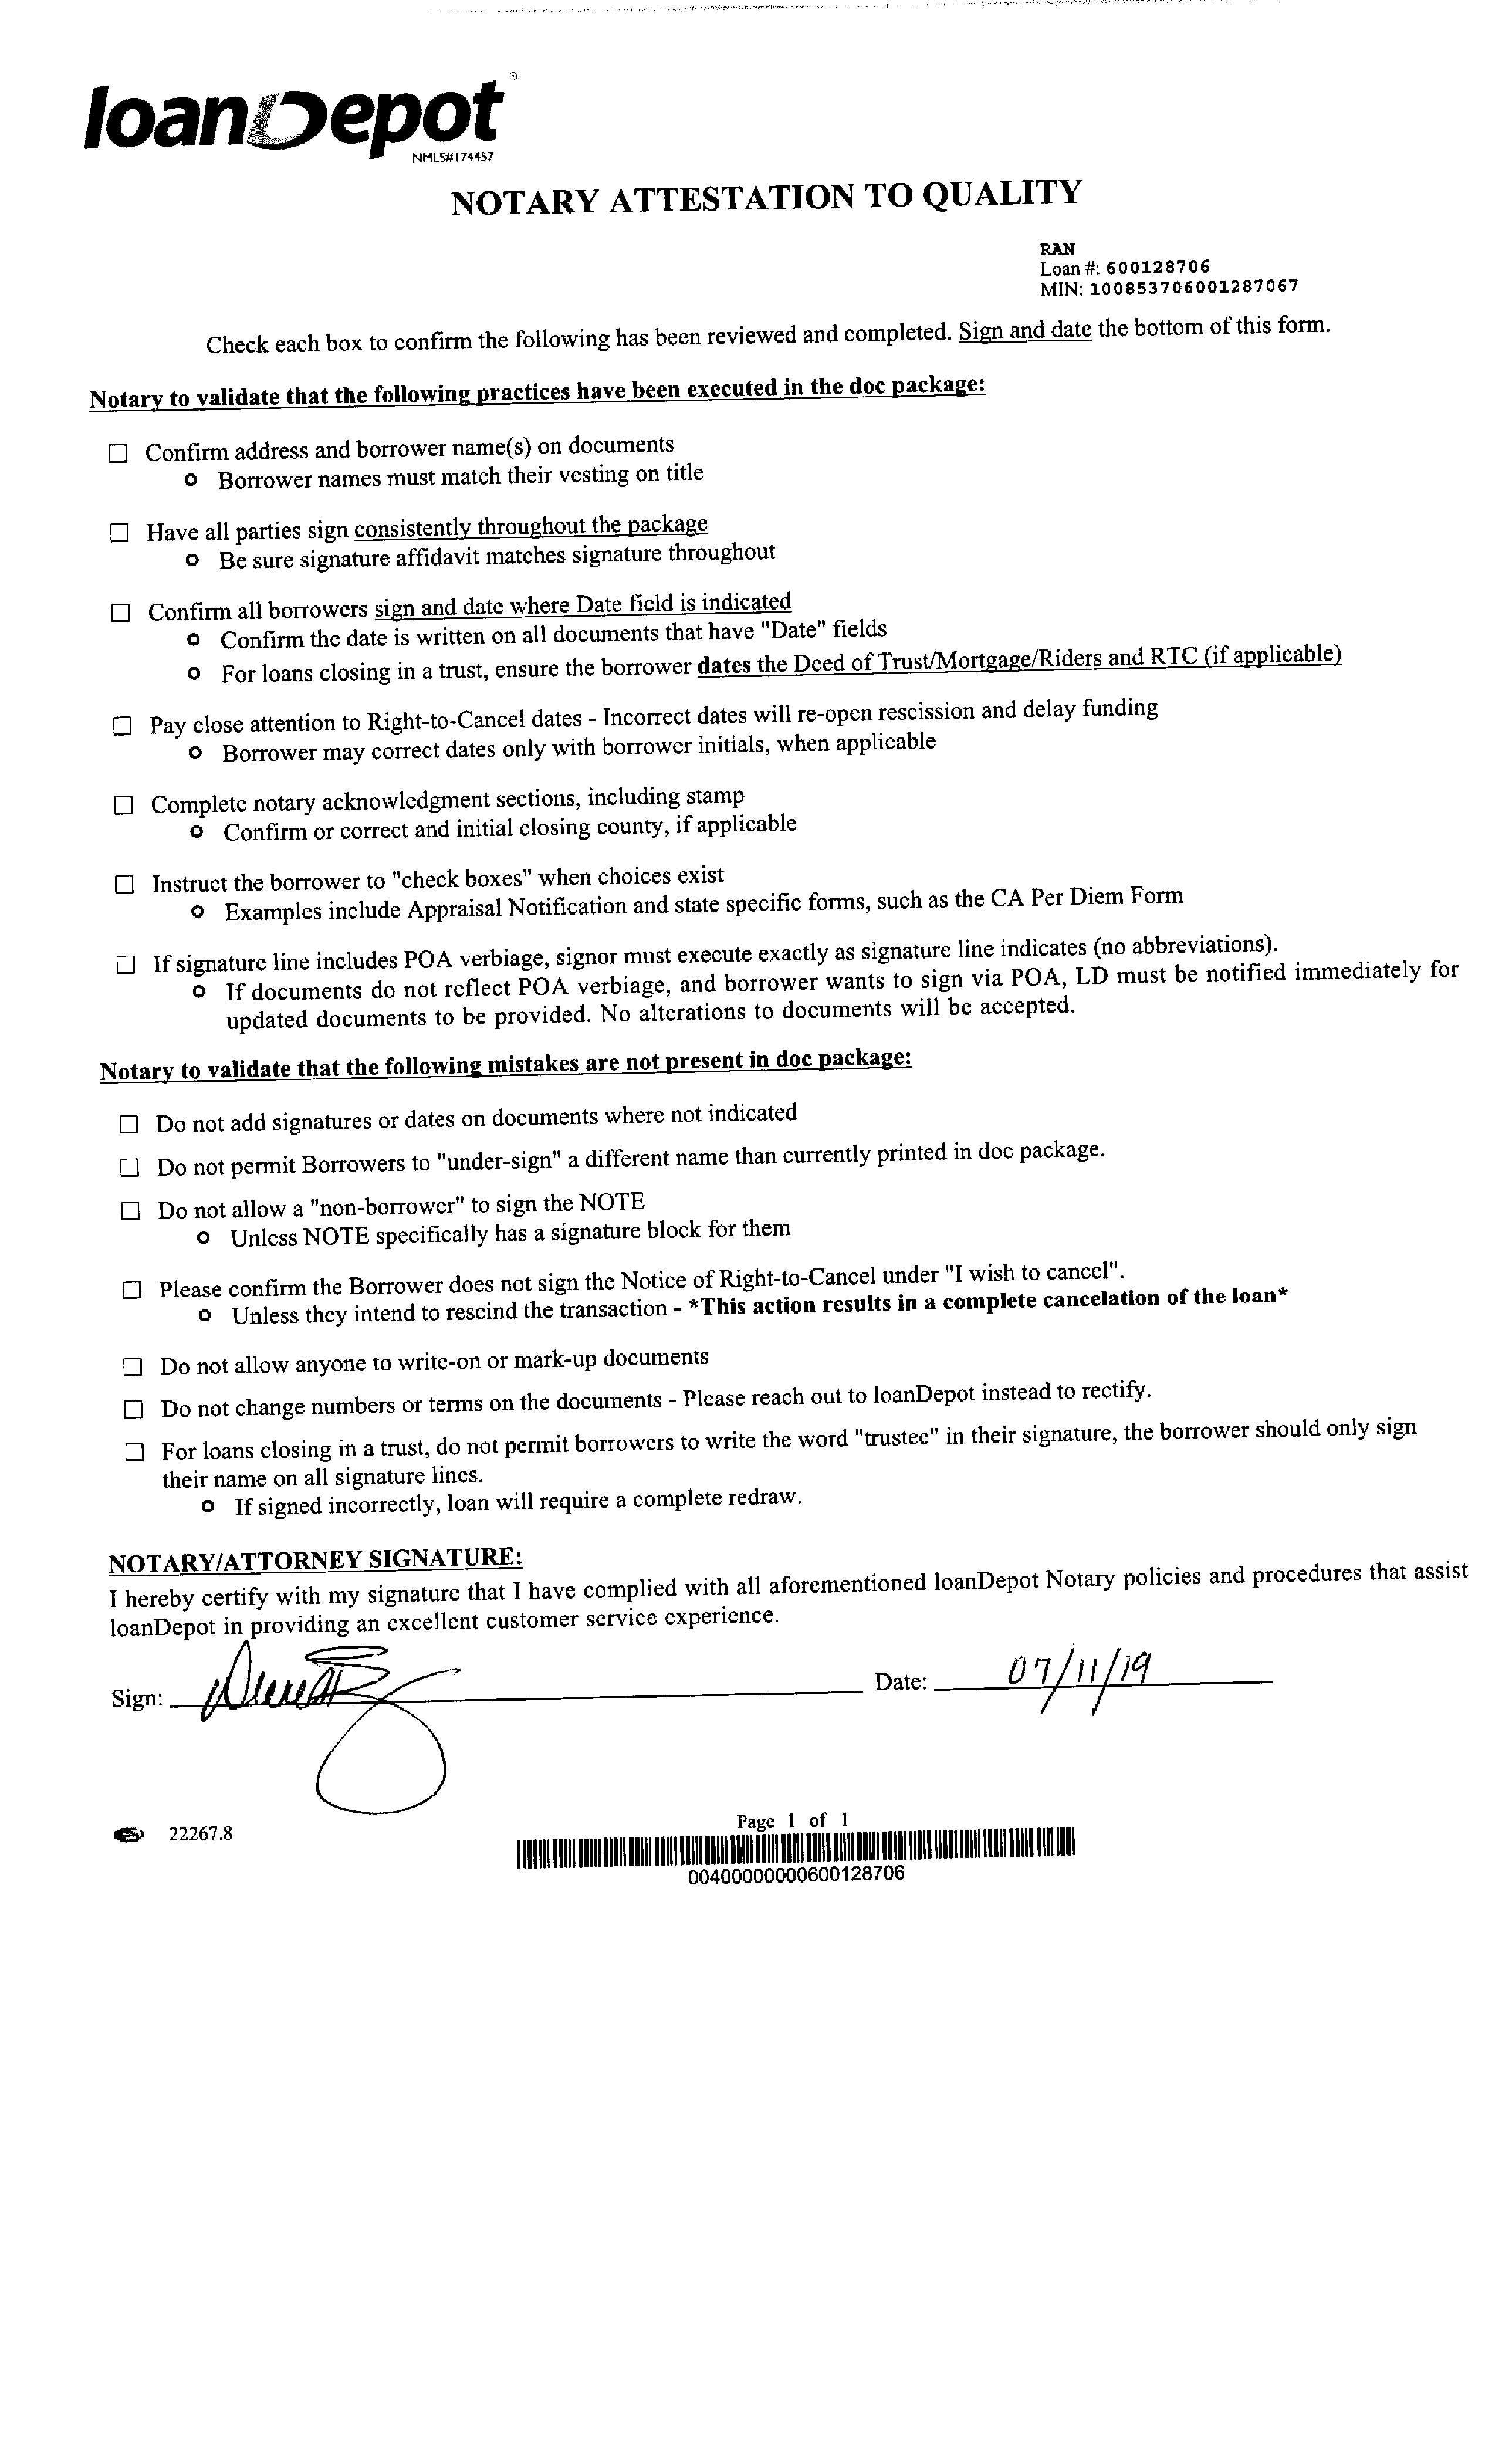 loanDepot®
NMLS#174457
NOTARY ATTESTATION TO QUALITY
RAN
Loan #: 600128706
MIN: 100853706001287067
Check each box to confirm the following has been reviewed and completed. Sign and date the bottom of this form.
Notary to validate that the following practices have been executed in the doc package:
☐ Confirm address and borrower name(s) on documents
o Borrower names must match their vesting on title
☐ Have all parties sign consistently throughout the package
o Be sure signature affidavit matches signature throughout
☐ Confirm all borrowers sign and date where Date field is indicated
o Confirm the date is written on all documents that have "Date" fields
o For loans closing in a trust, ensure the borrower dates the Deed of Trust/Mortgage/Riders and RTC (if applicable)
☐ Pay close attention to Right-to-Cancel dates - Incorrect dates will re-open rescission and delay funding
o Borrower may correct dates only with borrower initials, when applicable
☐ Complete notary acknowledgment sections, including stamp
o Confirm or correct and initial closing county, if applicable
☐ Instruct the borrower to "check boxes" when choices exist
o Examples include Appraisal Notification and state specific forms, such as the CA Per Diem Form
☐ If signature line includes POA verbiage, signor must execute exactly as signature line indicates (no abbreviations).
o If documents do not reflect POA verbiage, and borrower wants to sign via POA, LD must be notified immediately for
updated documents to be provided. No alterations to documents will be accepted.
Notary to validate that the following mistakes are not present in doc package:
☐ Do not add signatures or dates on documents where not indicated
☐ Do not permit Borrowers to "under-sign" a different name than currently printed in doc package.
☐ Do not allow a "non-borrower" to sign the NOTE
o Unless NOTE specifically has a signature block for them
☐ Please confirm the Borrower does not sign the Notice of Right-to-Cancel under "I wish to cancel".
o Unless they intend to rescind the transaction - *This action results in a complete cancelation of the loan*
☐ Do not allow anyone to write-on or mark-up documents
☐ Do not change numbers or terms on the documents - Please reach out to loanDepot instead to rectify.
☐ For loans closing in a trust, do not permit borrowers to write the word "trustee" in their signature, the borrower should only sign
their name on all signature lines.
o If signed incorrectly, loan will require a complete redraw.
NOTARY/ATTORNEY SIGNATURE:
I hereby certify with my signature that I have complied with all aforementioned loanDepot Notary policies and procedures that assist
loanDepot in providing an excellent customer service experience.
Sign: Date: 07/11/19
22267.8
Page 1 of 1
00400000000600128706